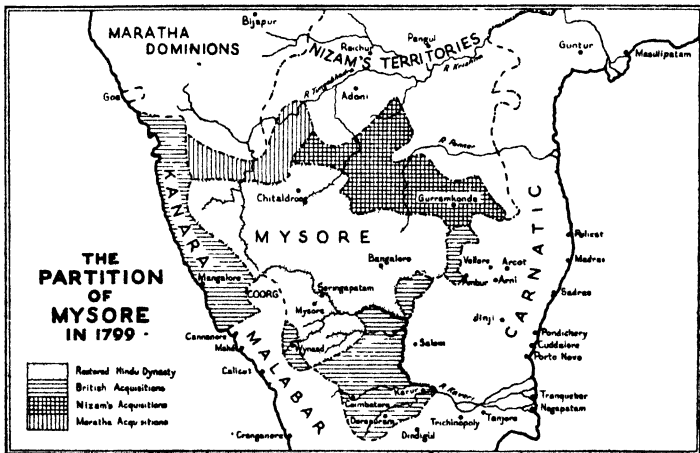 MARATHA
DOMINIONS
Bijapur
NIZAM'S TERRITORIES
Raichur
Pangul
R Krishna
Guntur
Masulipatam
Goa
R Tungabhadra
Adoni
R Pennar
KANARA
Chitaldroog
Gurramkonda
MYSORE
Bangalore
CARNATIC
Pulicat
Vellore
Arcot
Madras
Arni
Sadras
THE
PARTITION
OF
MYSORE
IN 1799
Mangalore
COORG
Seringapatam
Mysore
Jinji
Pondichery
Cuddalore
Porto Novo
Cannanore
Mahé
Wynaad
Salem
Calicut
MALABAR
Karur
R Kaveri
Coimbatore
Tranquebar
Negapatam
Darapuram
Trichinopoly
Tanjore
Cranganore
Dindigul
Restored Hindu Dynasty
British Acquisitions
Nizam's Acquisitions
Maratha Acquisitions